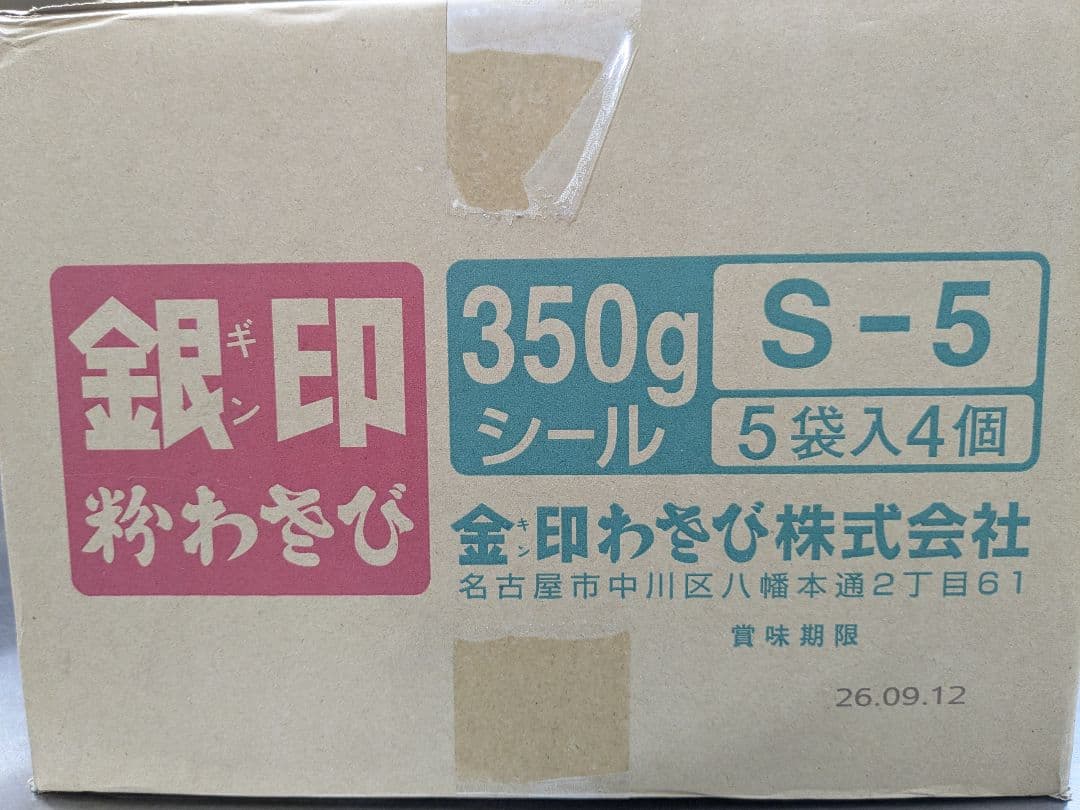 銀印
ギン
粉わさび
350g
シール
S-5
5袋入4個
金印わさび株式会社
キン
名古屋市中川区八幡本通2丁目61
賞味期限
26.09.12